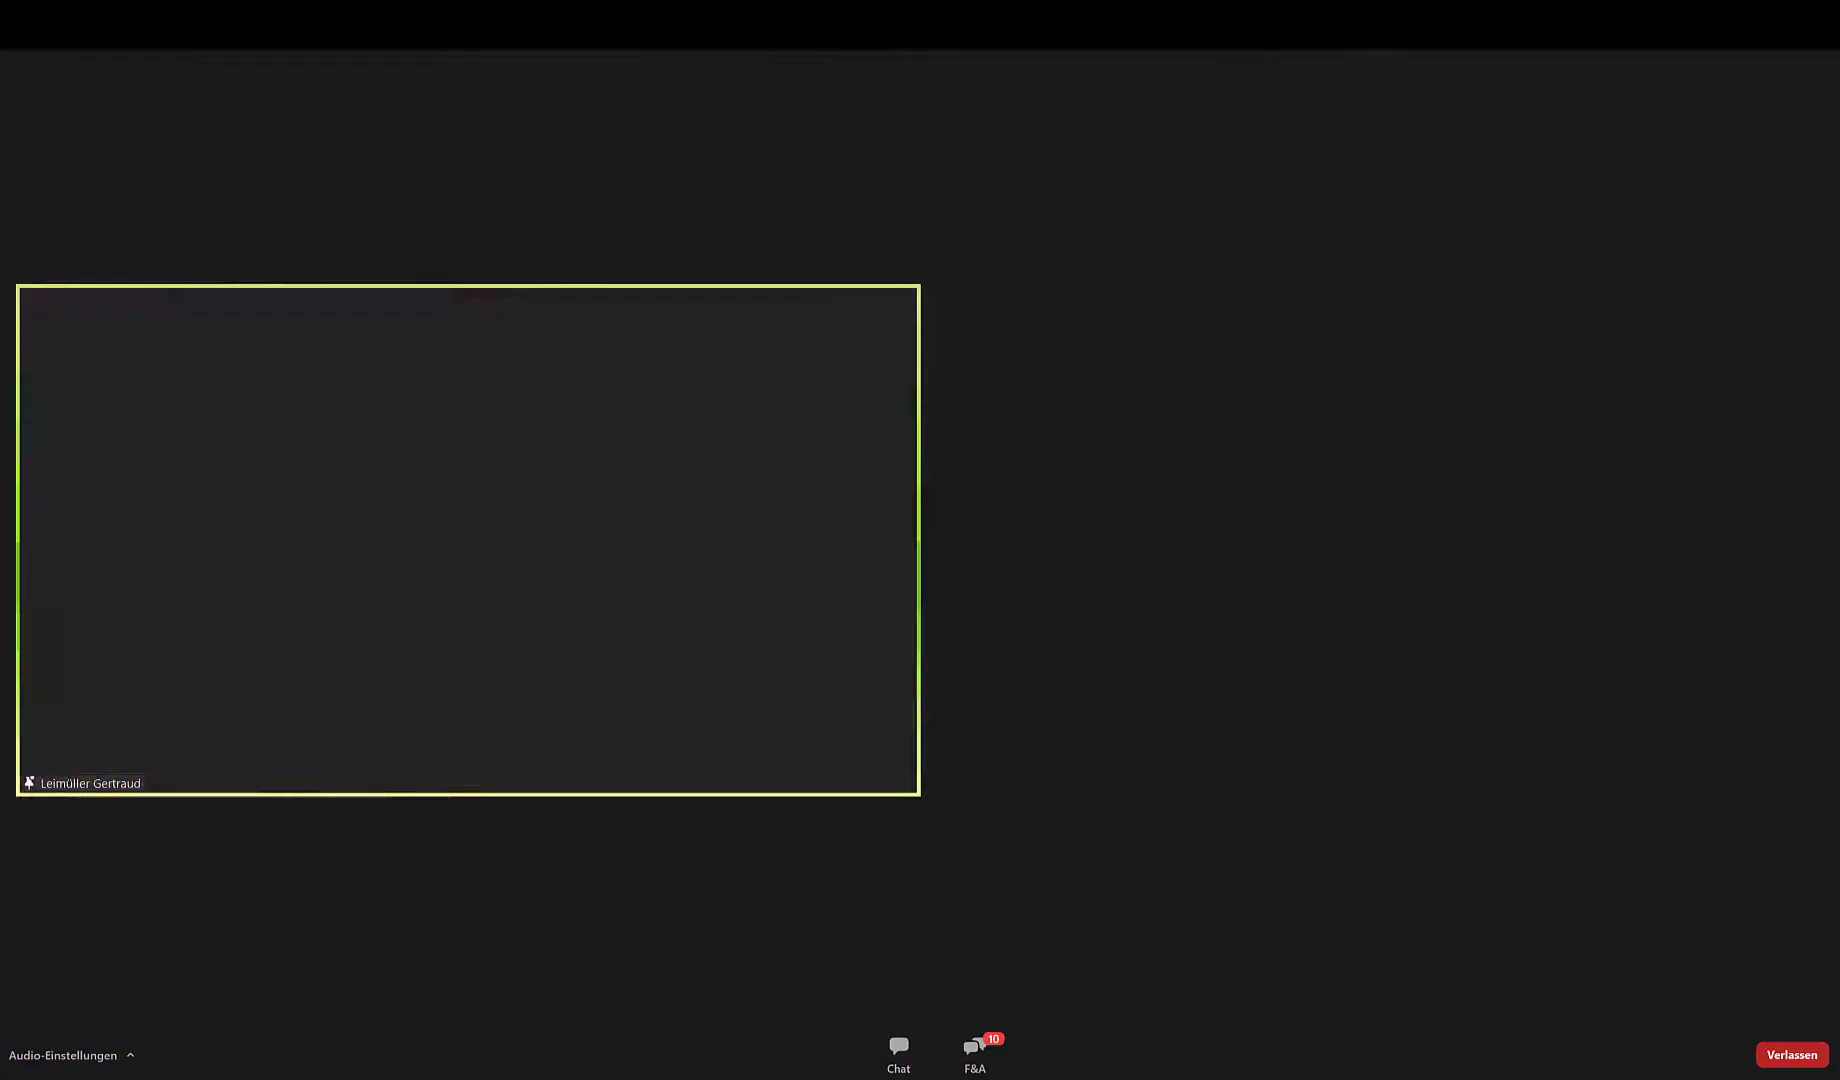 Leimüller Gertraud
Audio-Einstellungen
Chat
10
F&A
Verlassen